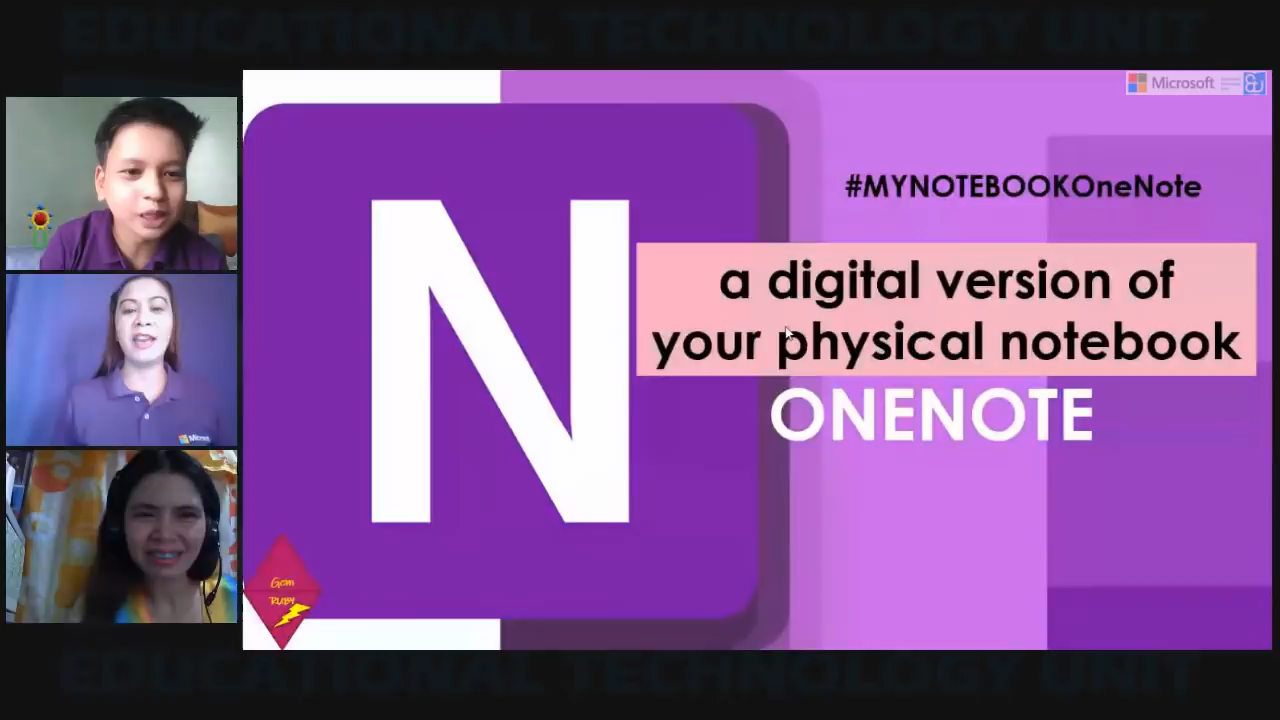 EDUCATIONAL TECHNOLOGY UNIT
Microsoft
#MYNOTEBOOKOneNote
N
a digital version of
your physical notebook
ONENOTE
Gem
RUBY
EDUCATIONAL TECHNOLOGY UNIT